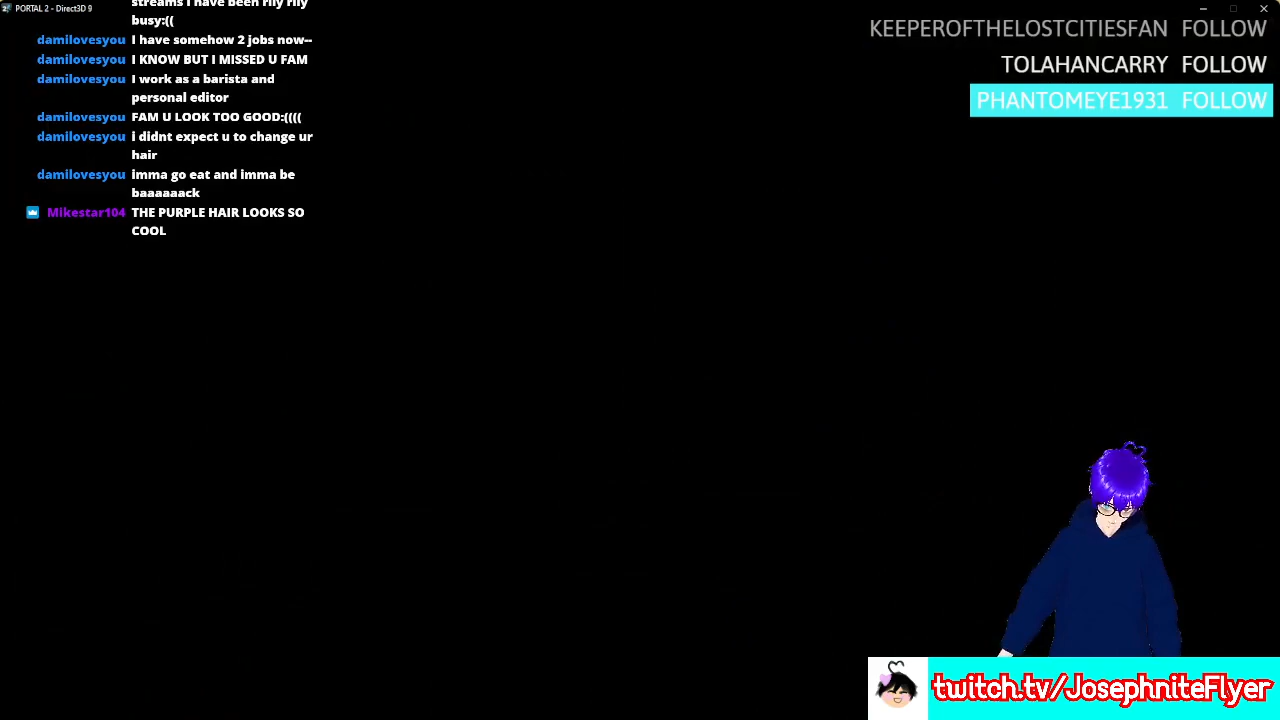 PORTAL 2 - Direct3D 9
streams I have been rlly rlly
busy:((
damilovesyou I have somehow 2 jobs now--
damilovesyou I KNOW BUT I MISSED U FAM
damilovesyou I work as a barista and
personal editor
damilovesyou FAM U LOOK TOO GOOD:((((
damilovesyou i didnt expect u to change ur
hair
damilovesyou imma go eat and imma be
baaaaaack
Mikestar104 THE PURPLE HAIR LOOKS SO
COOL
KEEPEROFTHELOSTCITIESFAN FOLLOW
TOLAHANCARRY FOLLOW
PHANTOMEYE1931 FOLLOW
twitch.tv/JosephniteFlyer